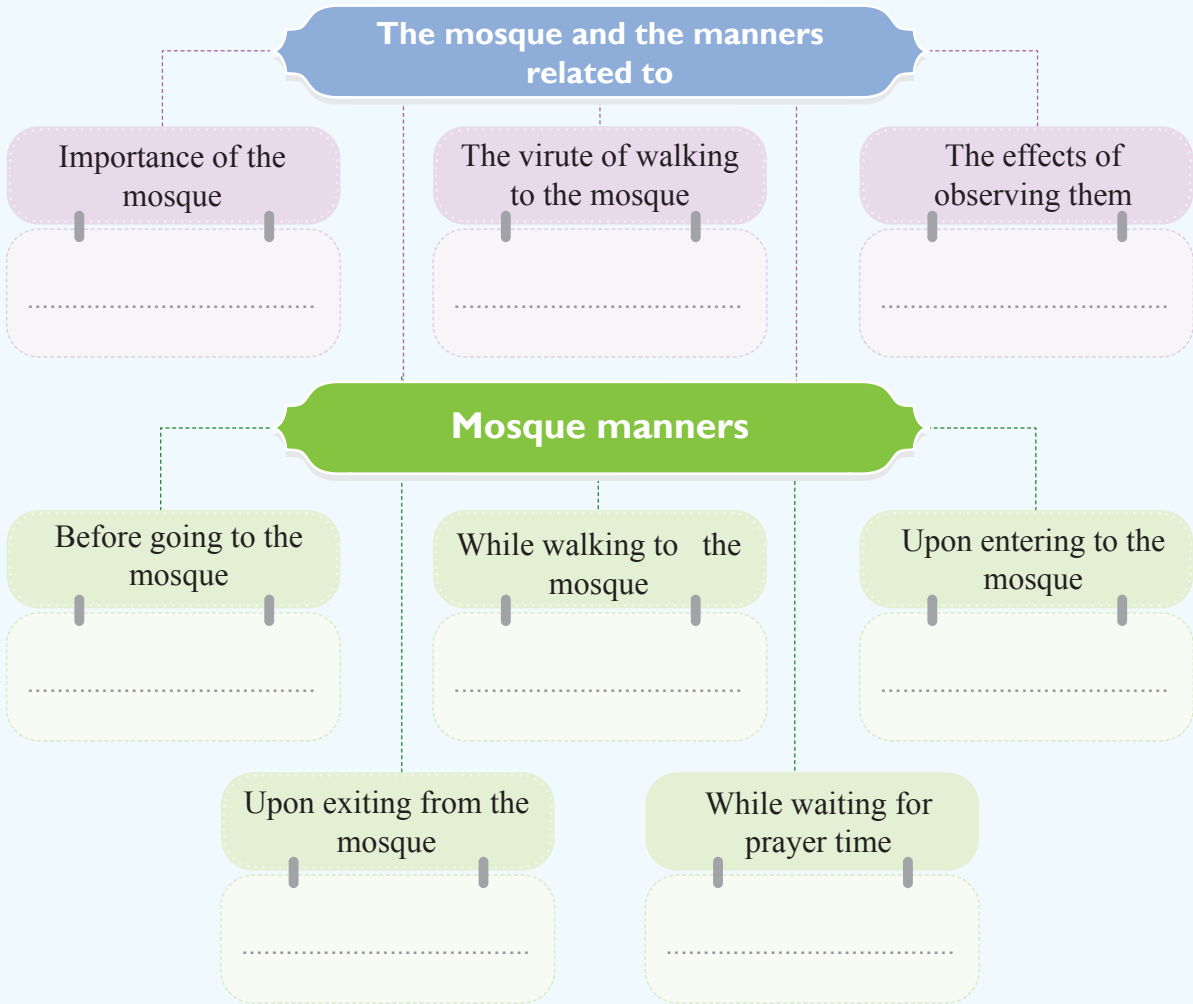 The mosque and the manners
related to
Importance of the
mosque
The virute of walking
to the mosque
The effects of
observing them
................................................
................................................
................................................
Mosque manners
Before going to the
mosque
While walking to the
mosque
Upon entering to the
mosque
................................................
................................................
................................................
Upon exiting from the
mosque
While waiting for
prayer time
................................................
................................................